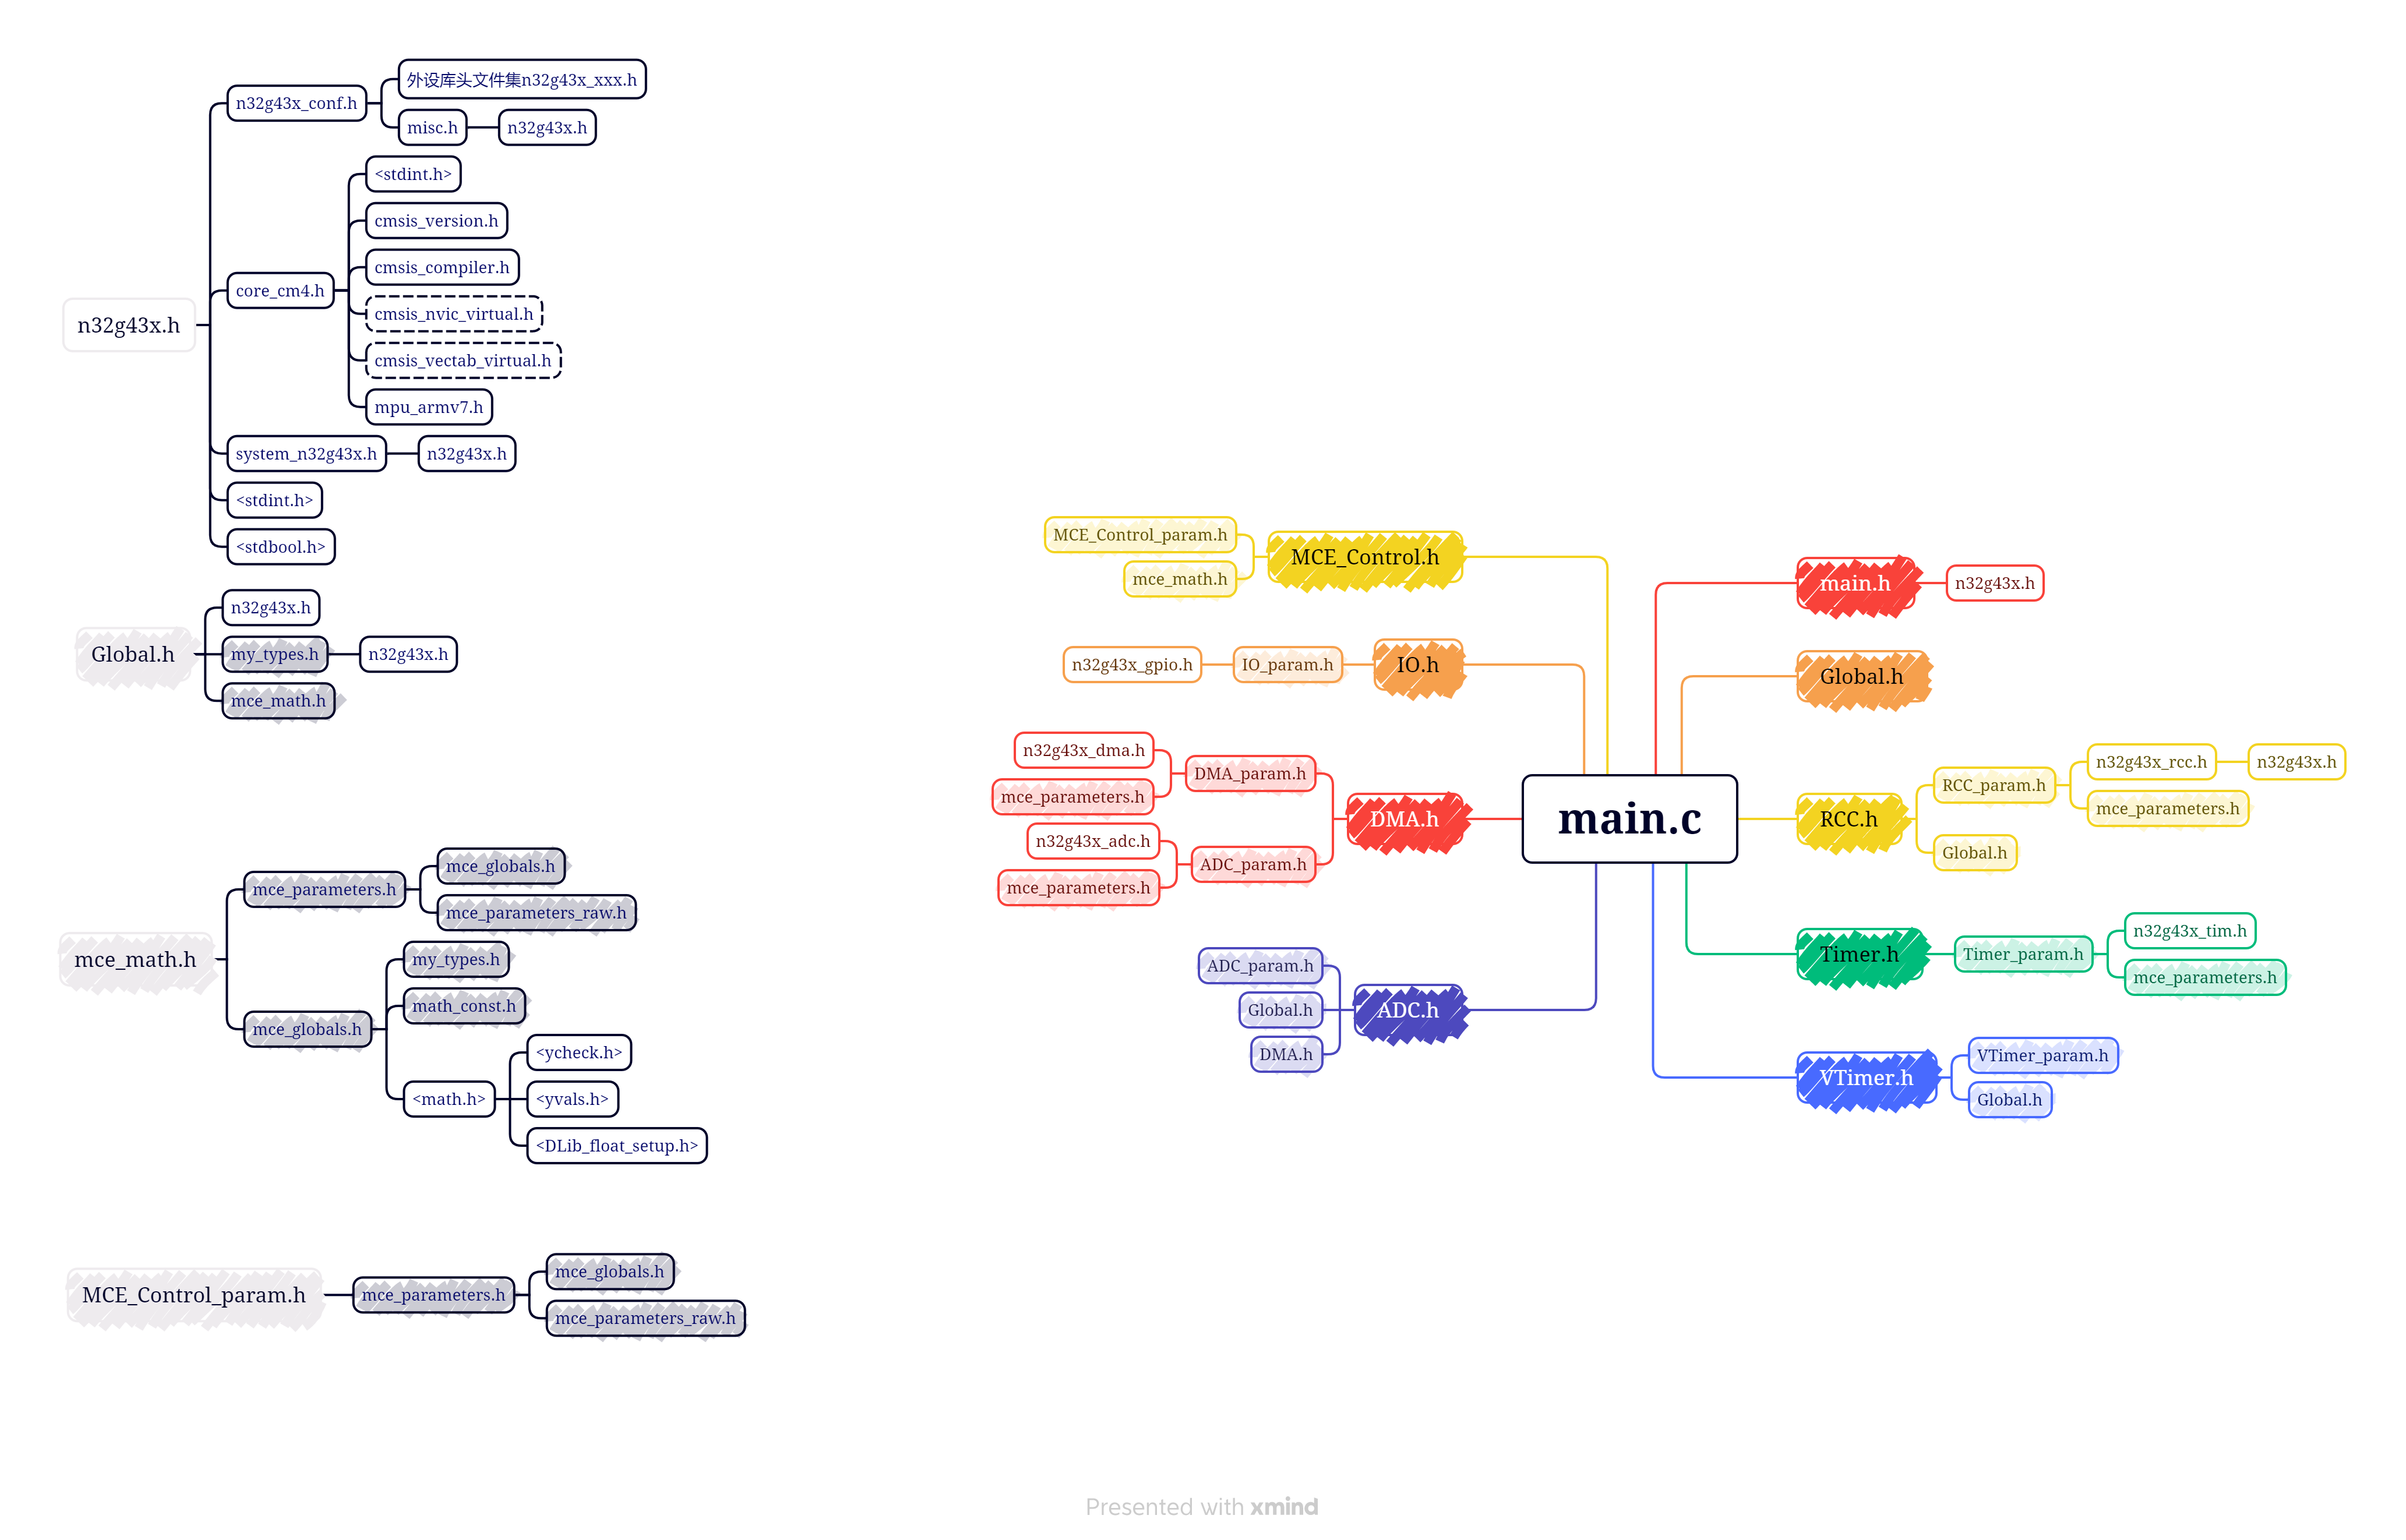 n32g43x.h
n32g43x_conf.h
外设库头文件集n32g43x_xxx.h
misc.h
n32g43x.h
core_cm4.h
<stdint.h>
cmsis_version.h
cmsis_compiler.h
cmsis_nvic_virtual.h
cmsis_vectab_virtual.h
mpu_armv7.h
system_n32g43x.h
n32g43x.h
<stdint.h>
<stdbool.h>
Global.h
n32g43x.h
my_types.h
n32g43x.h
mce_math.h
mce_math.h
mce_parameters.h
mce_globals.h
mce_parameters_raw.h
mce_globals.h
my_types.h
math_const.h
<math.h>
<ycheck.h>
<yvals.h>
<DLib_float_setup.h>
MCE_Control_param.h
mce_parameters.h
mce_globals.h
mce_parameters_raw.h
main.c
MCE_Control.h
MCE_Control_param.h
mce_math.h
IO.h
IO_param.h
n32g43x_gpio.h
DMA.h
DMA_param.h
n32g43x_dma.h
mce_parameters.h
ADC_param.h
n32g43x_adc.h
mce_parameters.h
ADC.h
ADC_param.h
Global.h
DMA.h
main.h
n32g43x.h
Global.h
RCC.h
RCC_param.h
n32g43x_rcc.h
n32g43x.h
mce_parameters.h
Global.h
Timer.h
Timer_param.h
n32g43x_tim.h
mce_parameters.h
VTimer.h
VTimer_param.h
Global.h
Presented with xmind